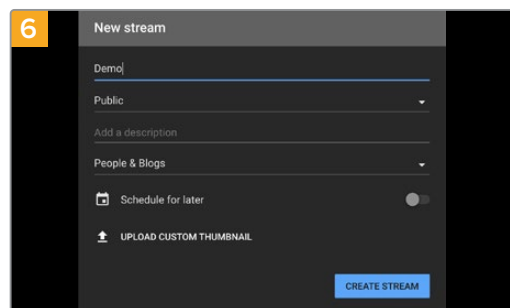 6
New stream
Demo
Public
Add a description
People & Blogs
Schedule for later
UPLOAD CUSTOM THUMBNAIL
CREATE STREAM